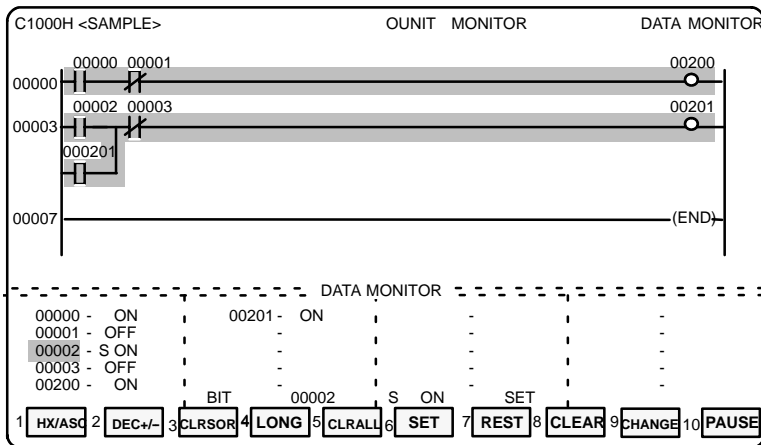 C1000H <SAMPLE> OUNIT MONITOR DATA MONITOR
00000 00001 00200
00000
00002 00003 00201
00003
000201
00007 (END)
DATA MONITOR
00000 - ON 00201 - ON - -
00001 - OFF - - -
00002 - S ON - - -
00003 - OFF - - -
00200 - ON - - -
BIT 00002 S ON SET
1 HX/ASC 2 DEC+/– 3 CLRSOR 4 LONG 5 CLRALL 6 SET 7 REST 8 CLEAR 9 CHANGE 10 PAUSE